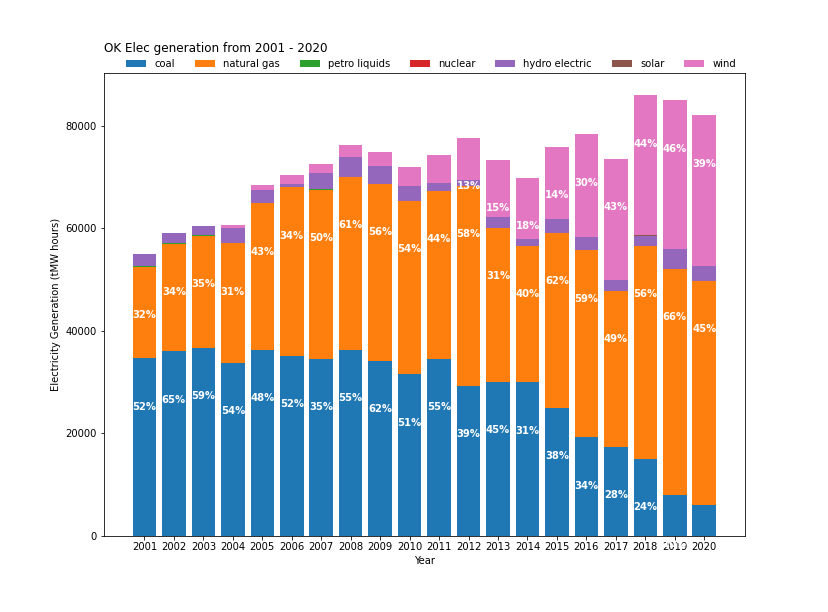 OK Elec generation from 2001 - 2020
coal natural gas petro liquids nuclear hydro electric solar wind
80000
60000
40000
20000
0
Electricity Generation (tMW hours)
44% 46% 39%
30% 43%
13% 15% 18% 14%
32% 34% 35% 31% 43% 34% 50% 61% 56% 54% 44% 58% 31% 40% 62% 59% 49% 56% 66% 45%
52% 65% 59% 54% 48% 52% 35% 55% 62% 51% 55% 39% 45% 31% 38% 34% 28% 24%
2001 2002 2003 2004 2005 2006 2007 2008 2009 2010 2011 2012 2013 2014 2015 2016 2017 2018 2019 2020
Year